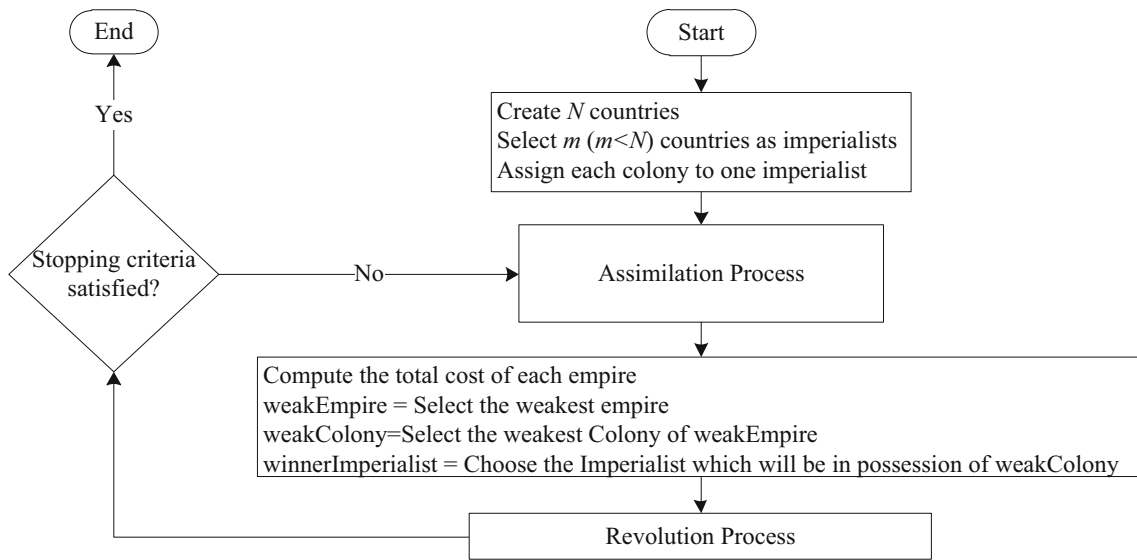 Start
Create N countries
Select m (m<N) countries as imperialists
Assign each colony to one imperialist
Assimilation Process
Compute the total cost of each empire
weakEmpire = Select the weakest empire
weakColony=Select the weakest Colony of weakEmpire
winnerImperialist = Choose the Imperialist which will be in possession of weakColony
Revolution Process
Stopping criteria
satisfied?
No
Yes
End